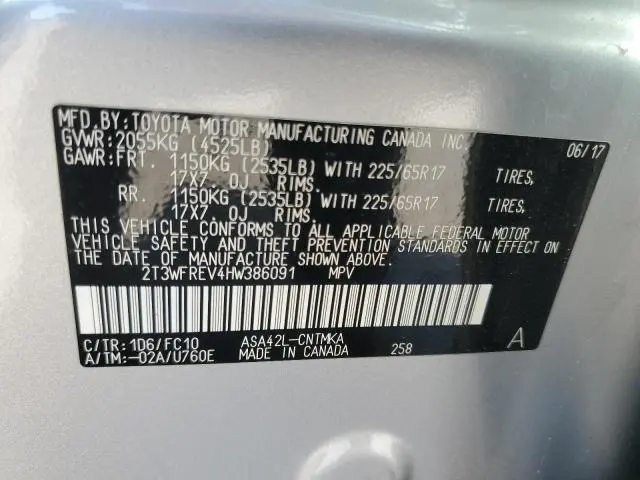 MFD.BY: TOYOTA MOTOR MANUFACTURING CANADA INC.
GVWR: 2055KG (4525LB) 06/17
GAWR: FRT. 1150KG (2535LB) WITH 225/65R17 TIRES,
17X7.0J RIMS.
RR. 1150KG (2535LB) WITH 225/65R17 TIRES,
17X7.0J RIMS.
THIS VEHICLE CONFORMS TO ALL APPLICABLE FEDERAL MOTOR
VEHICLE SAFETY AND THEFT PREVENTION STANDARDS IN EFFECT ON
THE DATE OF MANUFACTURE SHOWN ABOVE.
2T3WFREV4HW386091 MPV
C/TR: 1D6/FC10 ASA42L-CNTMKA A
A/TM: -02A/U760E MADE IN CANADA 258